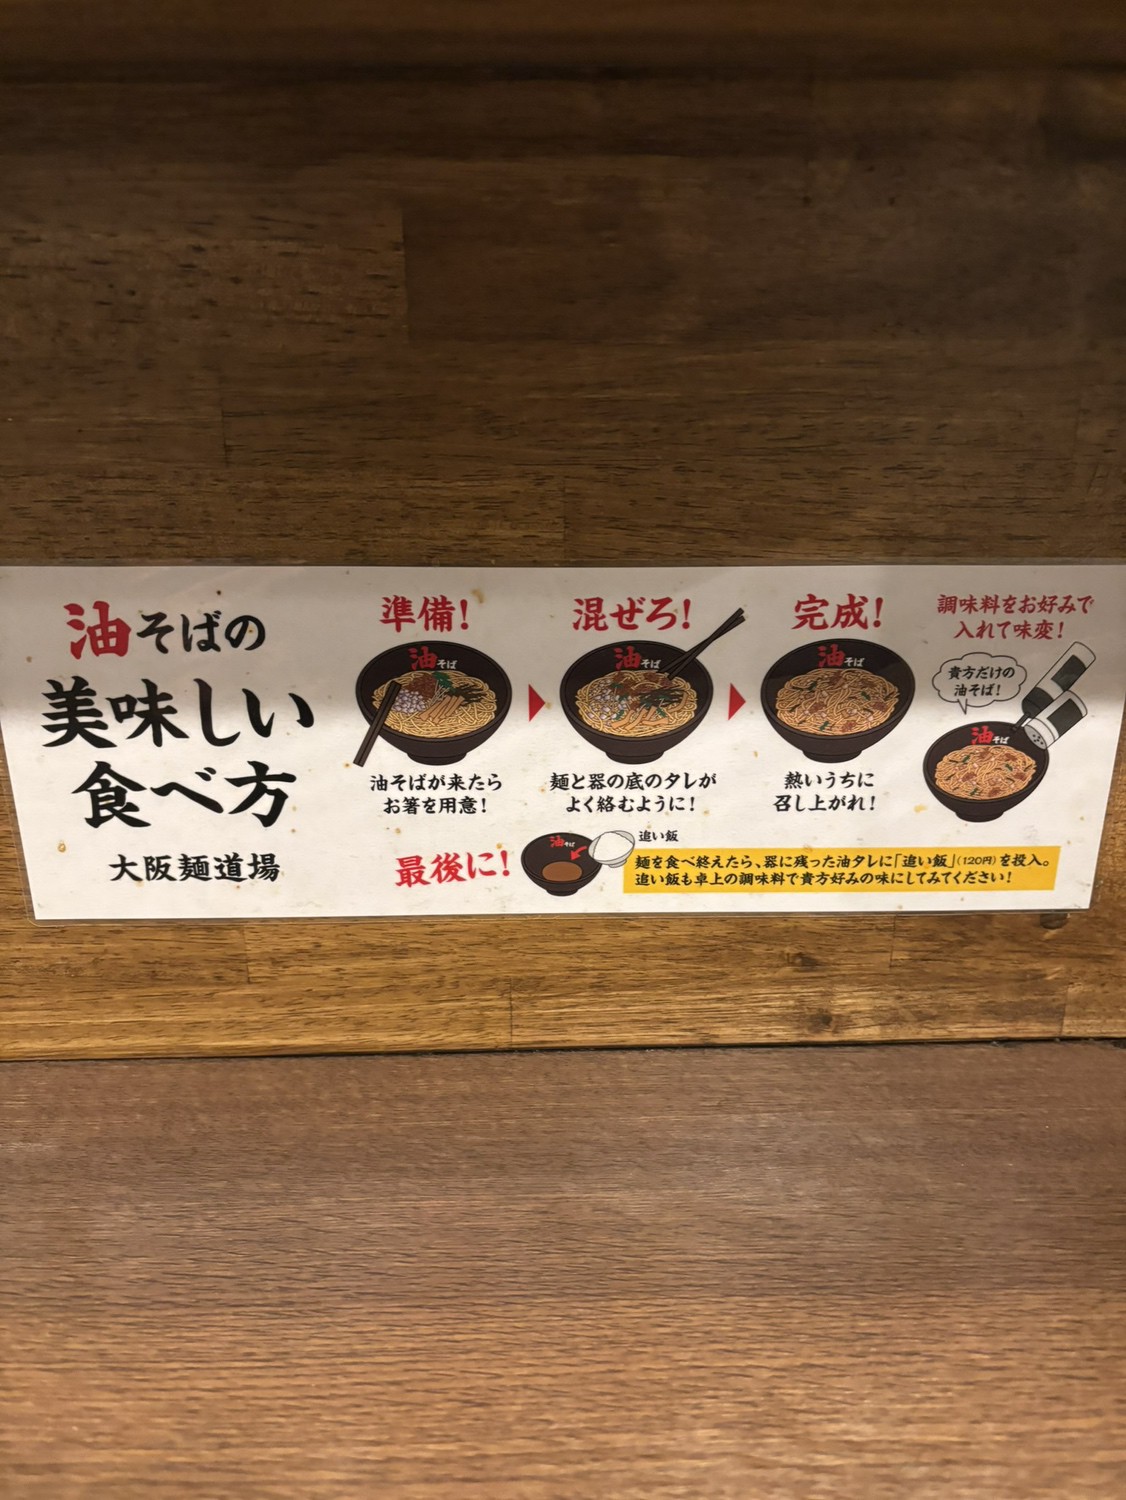 油そばの
美味しい
食べ方
大阪麺道場
準備!
油そば
油そばが来たら
お箸を用意!
混ぜろ!
油そば
麺と器の底のタレが
よく絡むように!
完成!
油そば
熱いうちに
召し上がれ!
調味料をお好みで
入れて味変!
貴方だけの
油そば!
油そば
最後に!
油そば
追い飯
麺を食べ終えたら、器に残った油タレに「追い飯」(120円)を投入。
追い飯も卓上の調味料で貴方好みの味にしてみてください!